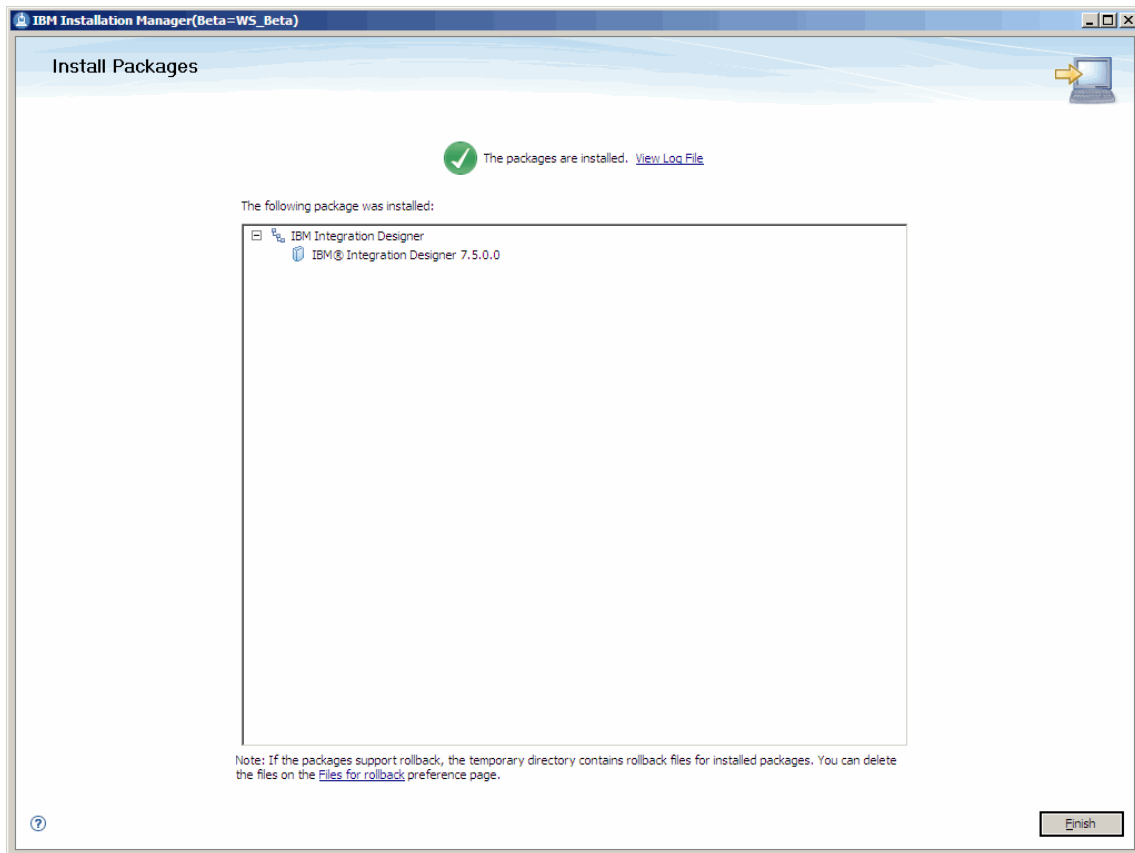 IBM Installation Manager(Beta=WS_Beta)
Install Packages
The packages are installed. View Log File
The following package was installed:
IBM Integration Designer
IBM® Integration Designer 7.5.0.0
Note: If the packages support rollback, the temporary directory contains rollback files for installed packages. You can delete
the files on the Files for rollback preference page.
Finish